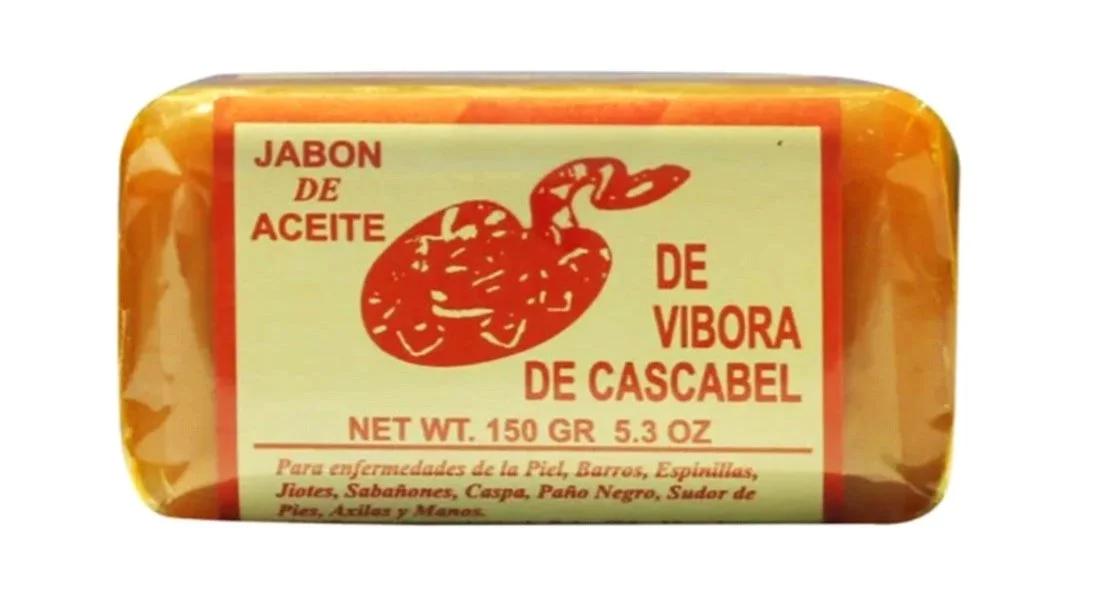 JABON
DE
ACEITE
DE
VIBORA
DE CASCABEL
NET WT. 150 GR 5.3 OZ
Para enfermedades de la Piel, Barros, Espinillas,
Jiotes, Sabañones, Caspa, Paño Negro, Sudor de
Pies, Axilas y Manos.